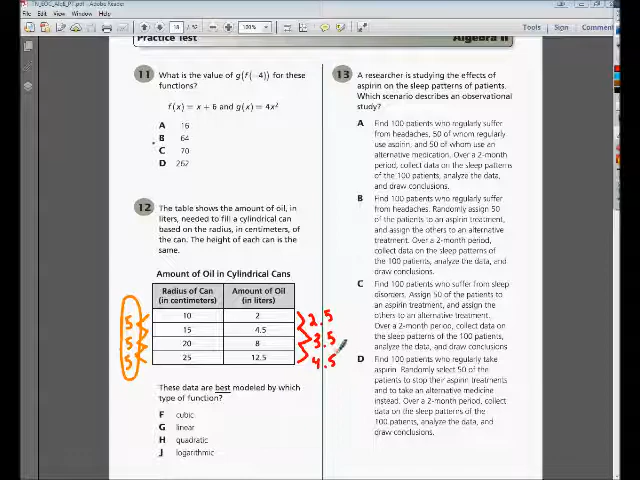 TN_EOC_AlgII_PT.pdf
File Edit View Window Help
18
100%
Tools
Sign
Comment
Practice Test
Algebra II
11 What is the value of g(f(−4)) for these
functions?
f(x) = x + 6 and g(x) = 4x²
A 16
B 64
C 70
D 262
12 The table shows the amount of oil, in
liters, needed to fill a cylindrical can
based on the radius, in centimeters, of
the can. The height of each can is the
same.
Amount of Oil in Cylindrical Cans
Radius of Can Amount of Oil
(in centimeters) (in liters)
10 2
15 4.5
20 8
25 12.5
5
5
5
2.5
3.5
4.5
These data are best modeled by which
type of function?
F cubic
G linear
H quadratic
J logarithmic
13 A researcher is studying the effects of
aspirin on the sleep patterns of patients.
Which scenario describes an observational
study?
A Find 100 patients who regularly suffer
from headaches, 50 of whom regularly
use aspirin, and 50 of whom use an
alternative medication. Over a 2-month
period, collect data on the sleep patterns
of the 100 patients, analyze the data,
and draw conclusions.
B Find 100 patients who regularly suffer
from headaches. Randomly assign 50
of the patients to an aspirin treatment,
and assign the others to an alternative
treatment. Over a 2-month period,
collect data on the sleep patterns of
the 100 patients, analyze the data, and
draw conclusions.
C Find 100 patients who suffer from sleep
disorders. Assign 50 of the patients
to an aspirin treatment, and assign
the others to an alternative treatment.
Over a 2-month period, collect data on
the sleep patterns of the 100 patients,
analyze the data, and draw conclusions
D Find 100 patients who regularly take
aspirin. Randomly select 50 of the
patients to stop their aspirin treatments
and to take an alternative medicine
instead. Over a 2-month period, collect
data on the sleep patterns of the
100 patients, analyze the data, and
draw conclusions.